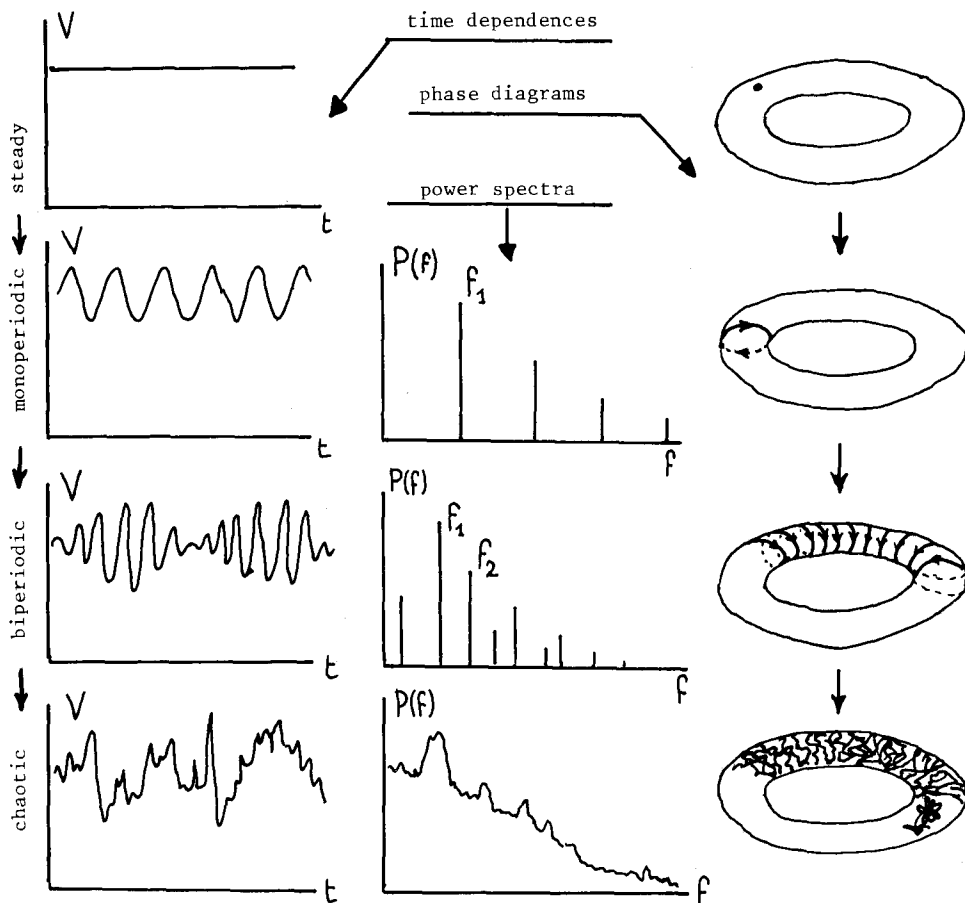 time dependences
phase diagrams
power spectra
steady
V
t
monoperiodic
V
t
P(f)
f₁
f
biperiodic
V
t
P(f)
f₁
f₂
f
chaotic
V
t
P(f)
f